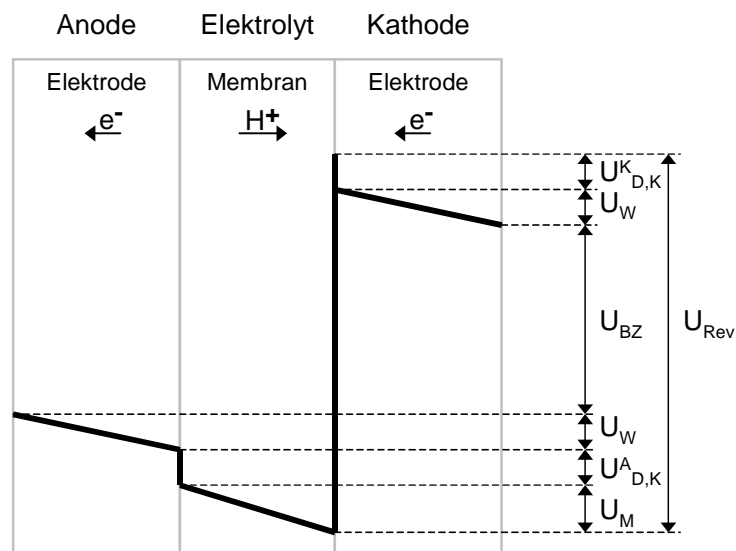 Anode Elektrolyt Kathode
Elektrode Membran Elektrode
e- H+ e-
UKD,K
UW
UBZ URev
UW
UAD,K
UM